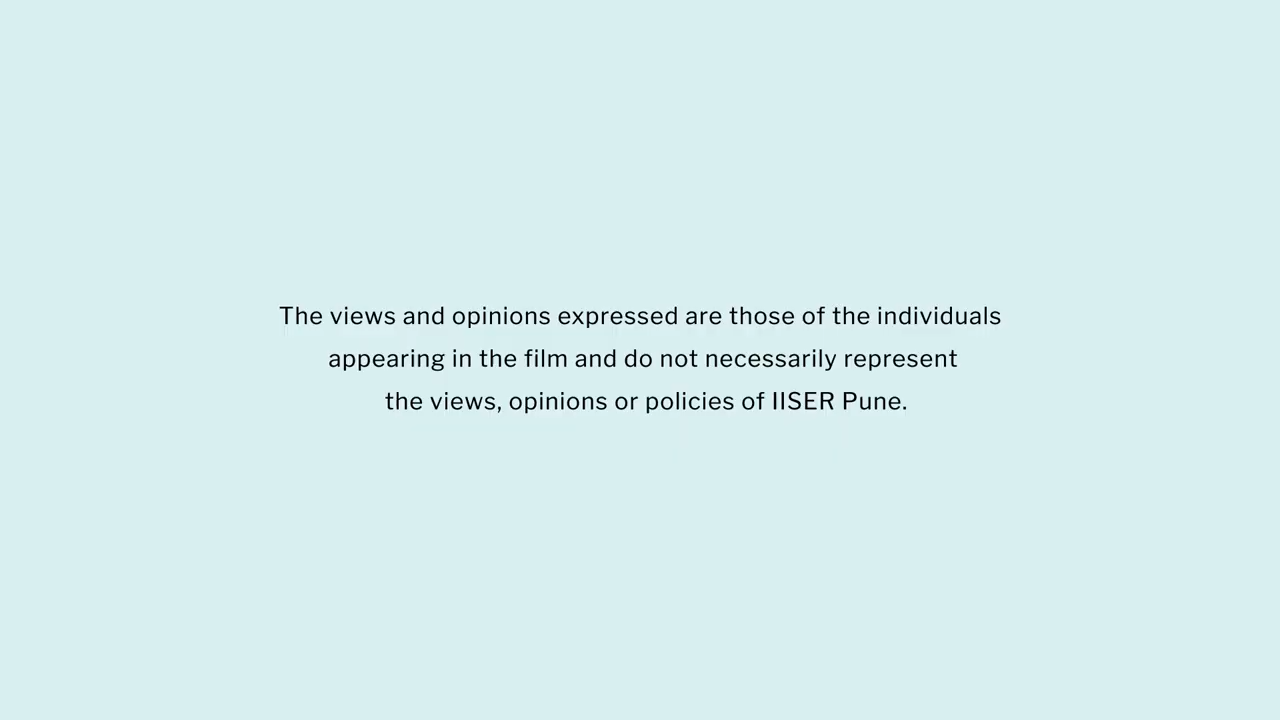 The views and opinions expressed are those of the individuals
appearing in the film and do not necessarily represent
the views, opinions or policies of IISER Pune.